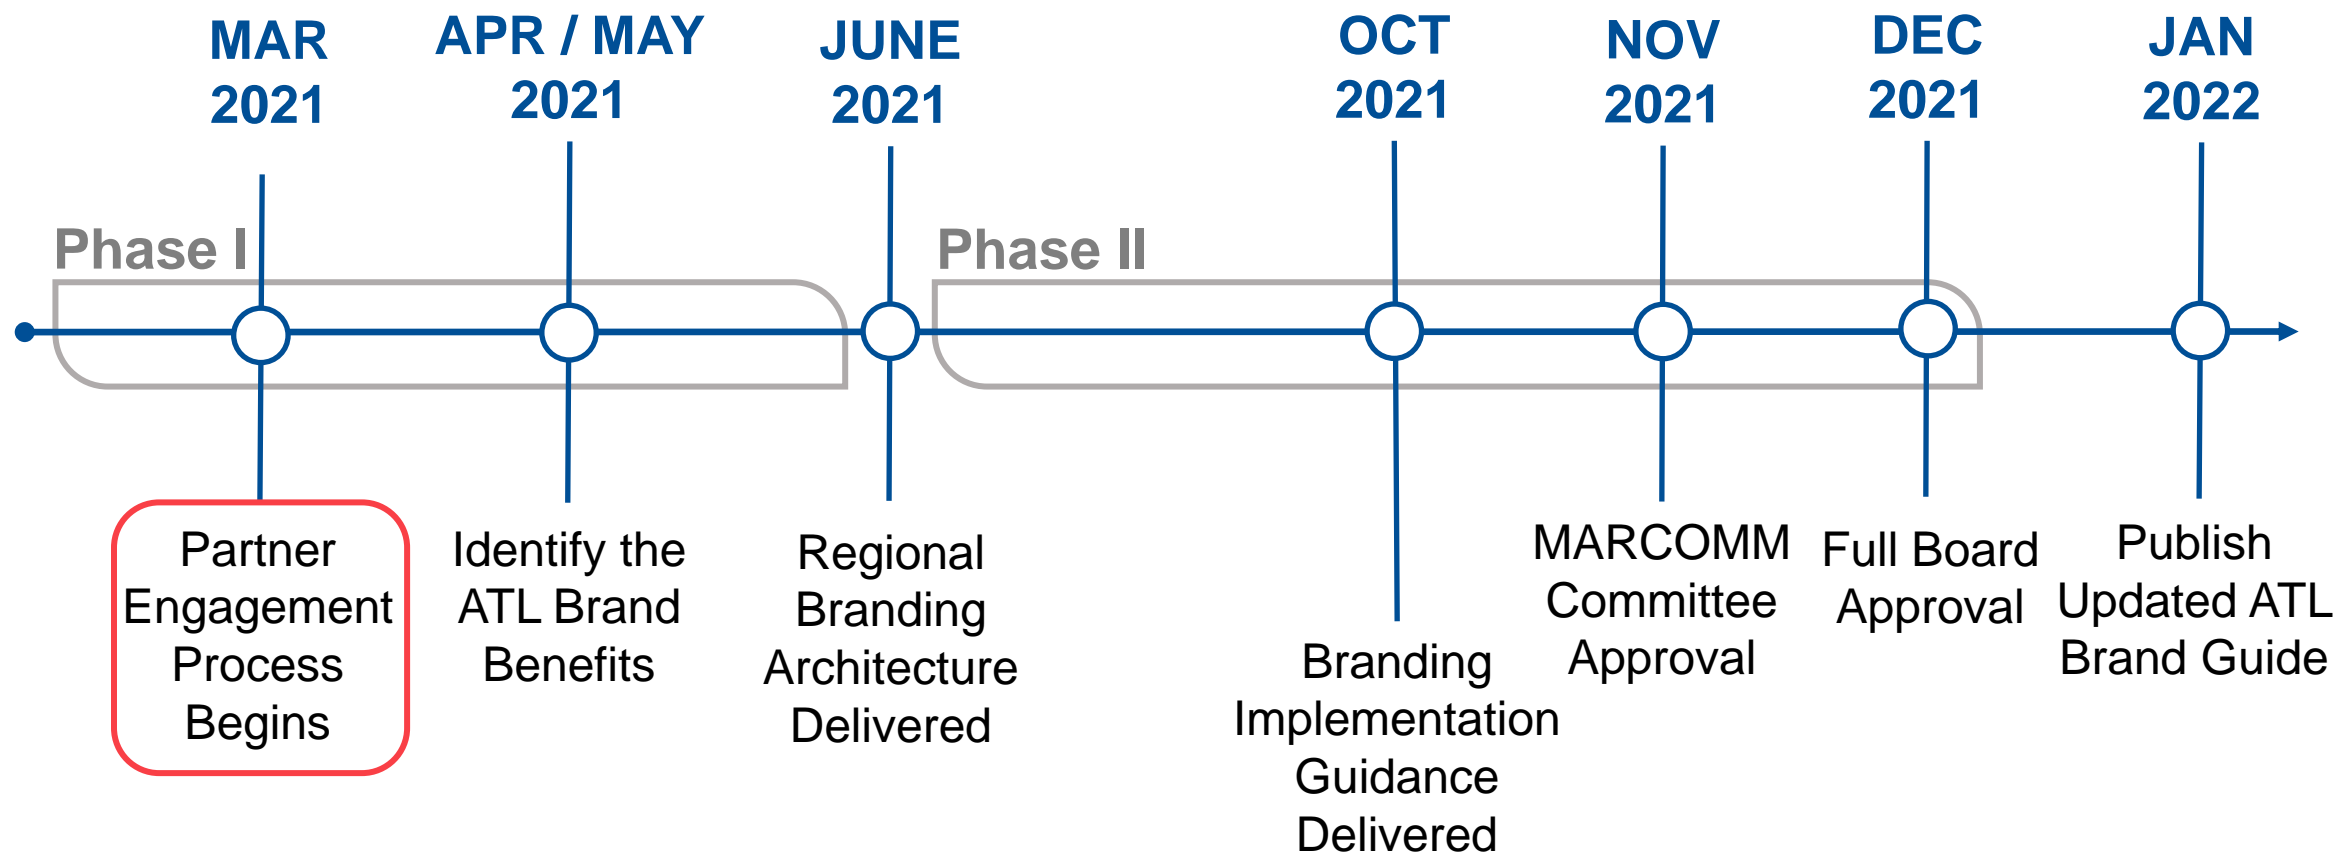 MAR
2021
APR / MAY
2021
JUNE
2021
OCT
2021
NOV
2021
DEC
2021
JAN
2022
Phase I
Phase II
Partner
Engagement
Process
Begins
Identify the
ATL Brand
Benefits
Regional
Branding
Architecture
Delivered
Branding
Implementation
Guidance
Delivered
MARCOMM
Committee
Approval
Full Board
Approval
Publish
Updated ATL
Brand Guide